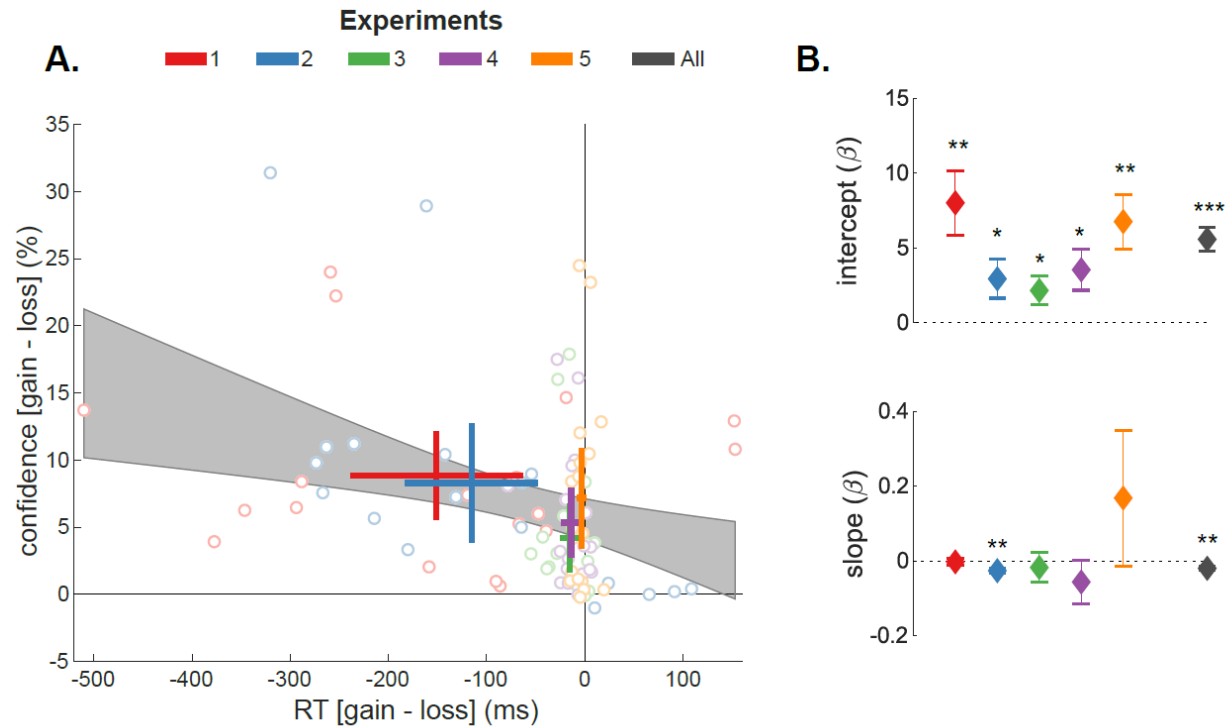 Experiments
A.
1 2 3 4 5 All
35
30
25
20
15
10
5
0
-5
confidence [gain - loss] (%)
-500 -400 -300 -200 -100 0 100
RT [gain - loss] (ms)
B.
15
10
5
0
intercept (β)
** * * * ** ***
0.4
0.2
0
-0.2
slope (β)
** **